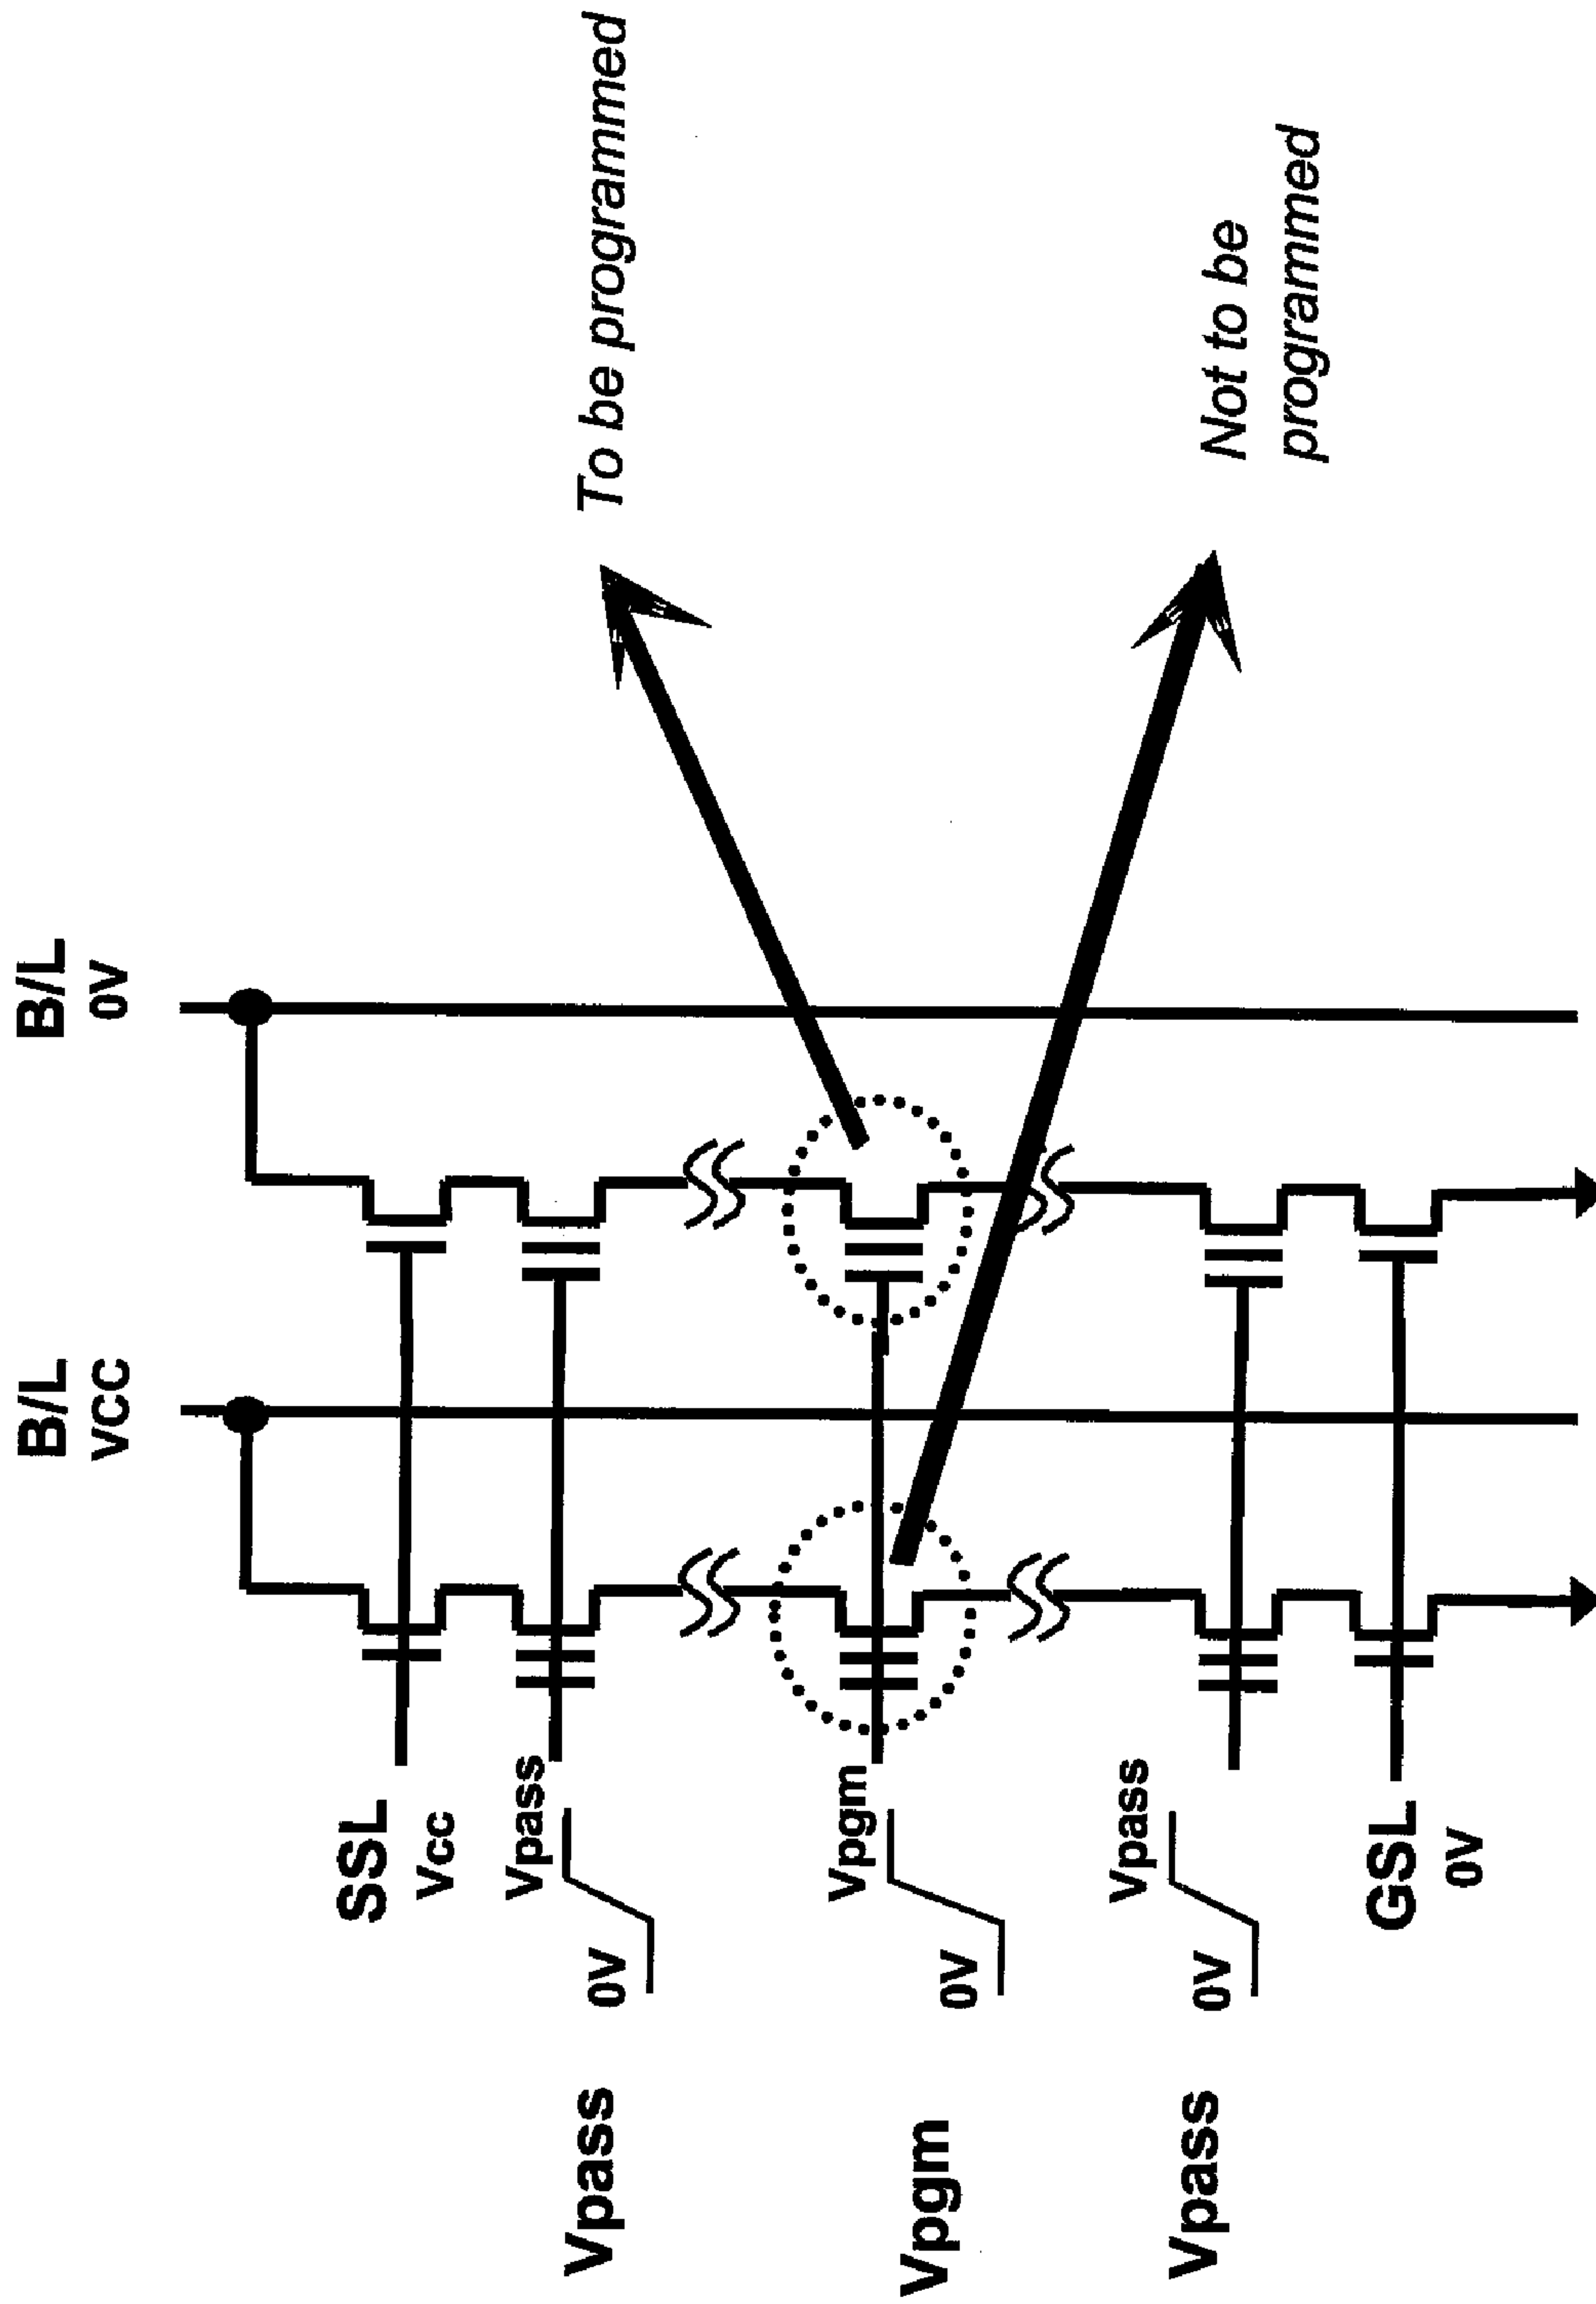 B/L
VCC
B/L
0V
SSL
Vcc
Vpass
0V
Vpass
Vpgm
0V
Vpgm
Vpass
0V
Vpass
GSL
0V
To be programmed
Not to be
programmed